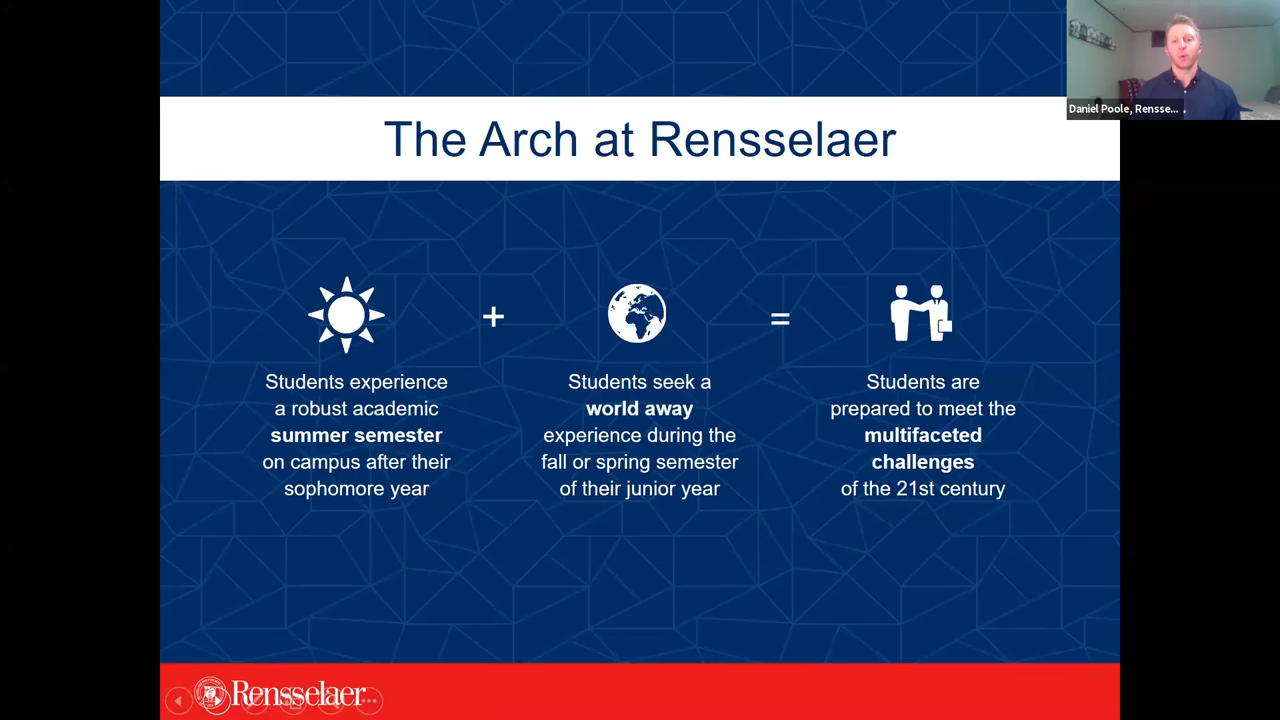 Daniel Poole, Rensse...
The Arch at Rensselaer
+
=
Students experience
a robust academic
summer semester
on campus after their
sophomore year
Students seek a
world away
experience during the
fall or spring semester
of their junior year
Students are
prepared to meet the
multifaceted
challenges
of the 21st century
Rensselaer